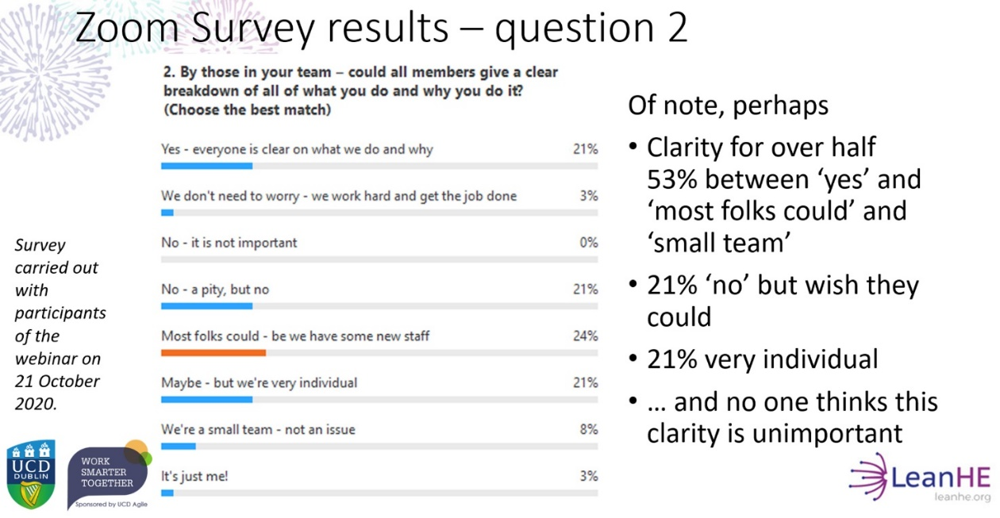 Zoom Survey results – question 2
2. By those in your team – could all members give a clear
breakdown of all of what you do and why you do it?
(Choose the best match)
Yes - everyone is clear on what we do and why 21%
We don't need to worry - we work hard and get the job done 3%
No - it is not important 0%
No - a pity, but no 21%
Most folks could - be we have some new staff 24%
Maybe - but we're very individual 21%
We're a small team - not an issue 8%
It's just me! 3%
Of note, perhaps
• Clarity for over half
53% between ‘yes’ and
‘most folks could’ and
‘small team’
• 21% ‘no’ but wish they
could
• 21% very individual
• … and no one thinks this
clarity is unimportant
Survey
carried out
with
participants
of the
webinar on
21 October
2020.
UCD
DUBLIN
WORK
SMARTER
TOGETHER
Sponsored by UCD Agile
LeanHE
leanhe.org